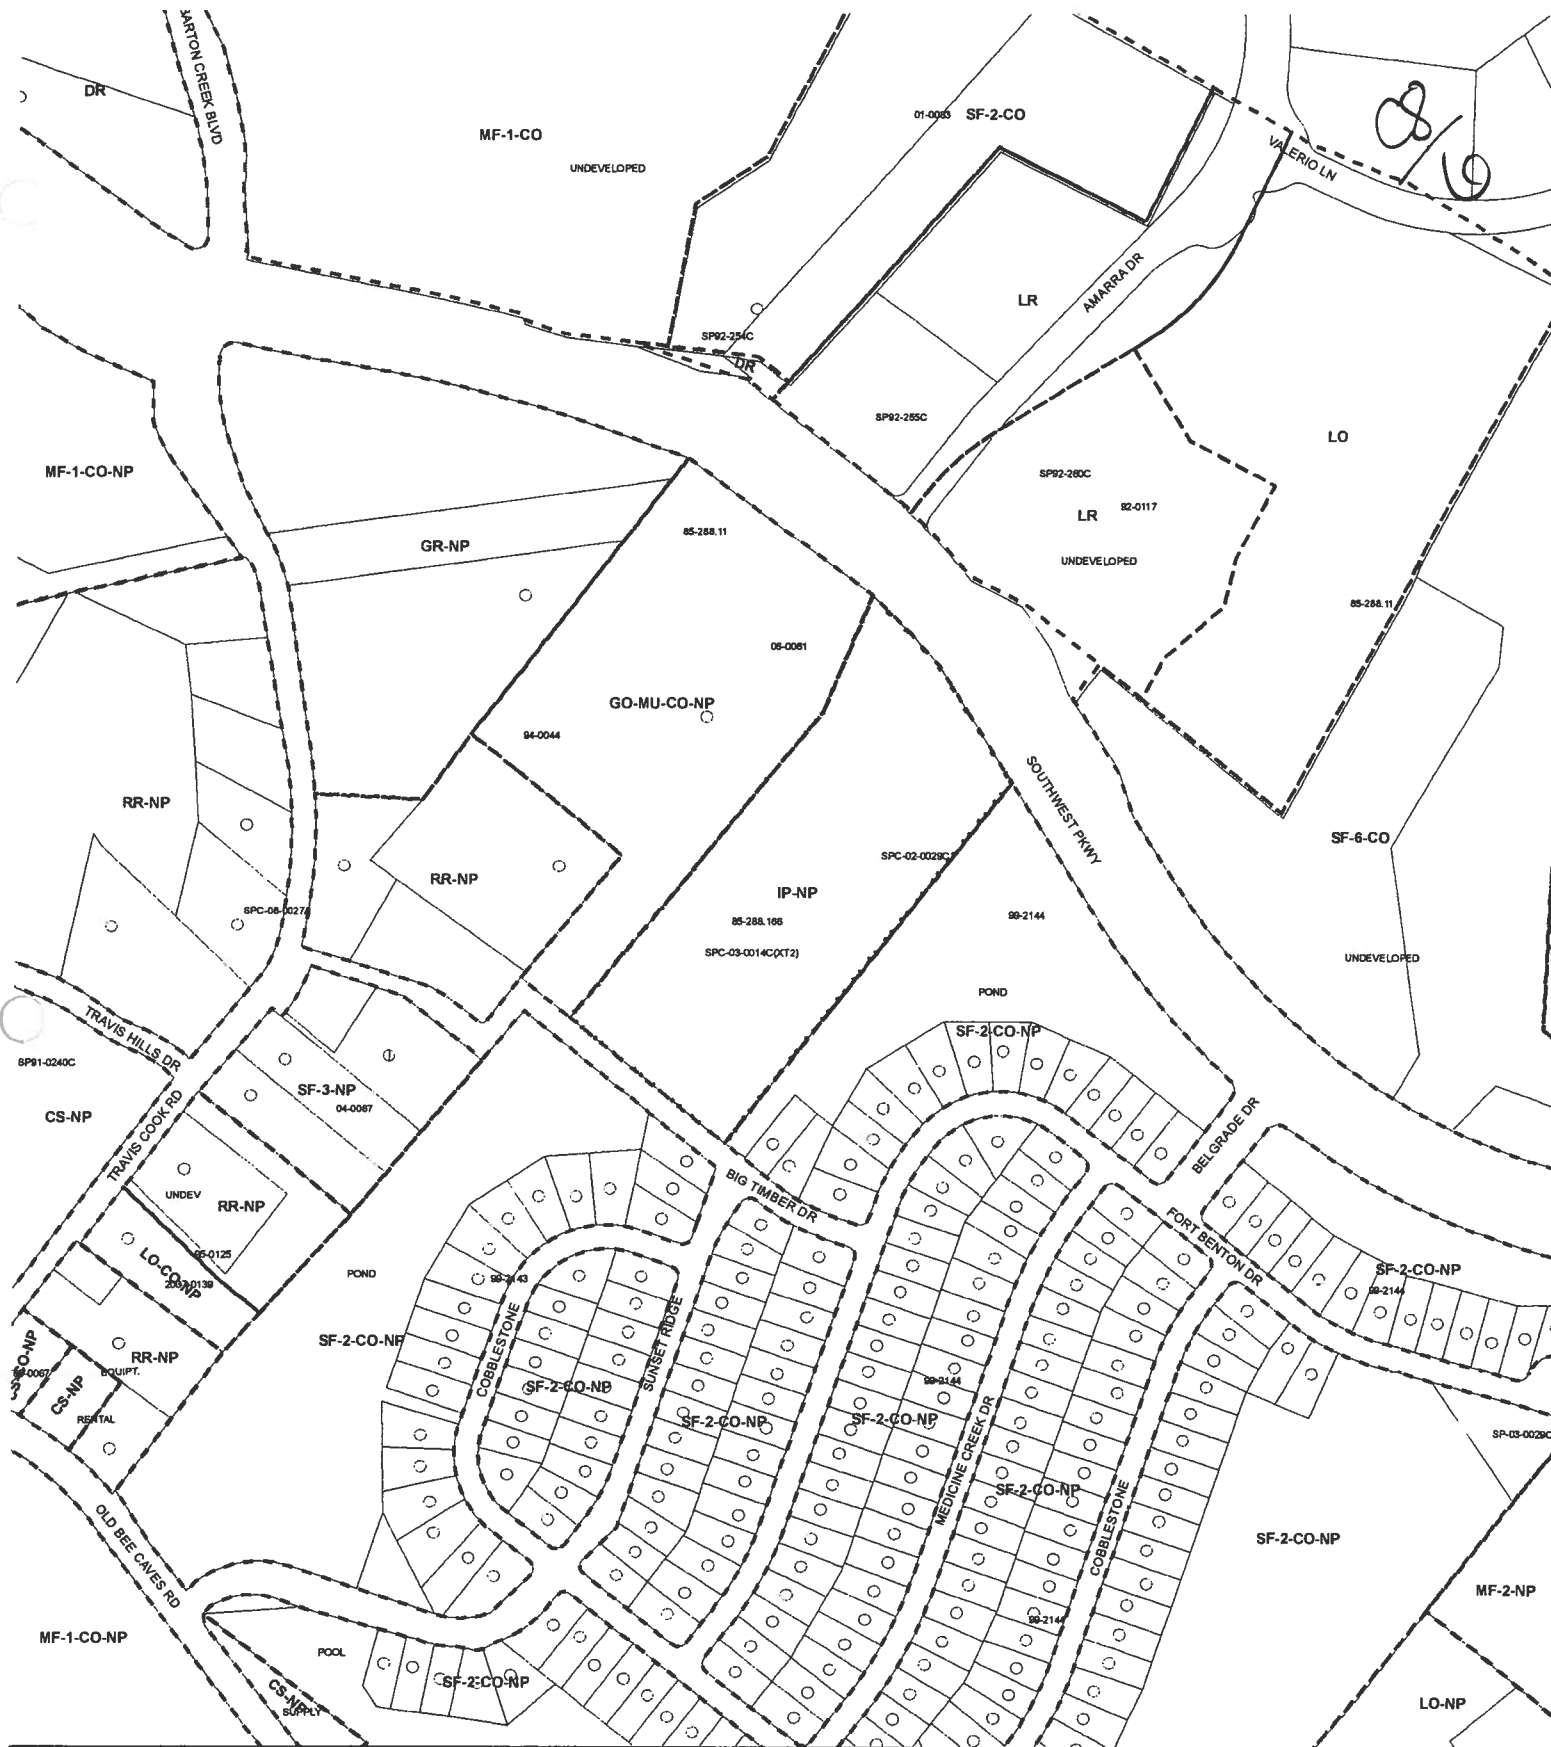 BARTON CREEK BLVD
DR
MF-1-CO
UNDEVELOPED
01-0083
SF-2-CO
VALERIO LN
C8/9
LR
AMARRA DR
SP92-254C
DR
SP92-255C
LO
MF-1-CO-NP
SP92-260C
LR
92-0117
UNDEVELOPED
85-288.11
GR-NP
85-288.11
06-0081
GO-MU-CO-NP
94-0044
SOUTHWEST PKWY
RR-NP
SF-6-CO
SPC-02-0029C
RR-NP
IP-NP
SPC-06-0027A
85-288.166
99-2144
SPC-03-0014C(XT2)
UNDEVELOPED
POND
TRAVIS HILLS DR
SF-2-CO-NP
SP91-0240C
SF-3-NP
04-0087
CS-NP
TRAVIS COOK RD
BELGRADE DR
UNDEV
RR-NP
BIG TIMBER DR
FORT BENTON DR
LO-CO-NP
95-0125
2007-0139
POND
99-2143
SF-2-CO-NP
99-2144
COBBLESTONE
SUNSET RIDGE
SF-2-CO-NP
RR-NP
EQUIPT.
CS-NP
RENTAL
SF-2-CO-NP
SF-2-CO-NP
99-2144
SF-2-CO-NP
MEDICINE CREEK DR
SP-03-0029C
SF-2-CO-NP
COBBLESTONE
OLD BEE CAVES RD
SF-2-CO-NP
MF-2-NP
99-2144
MF-1-CO-NP
POOL
SF-2-CO-NP
CS-NP
SUPPLY
LO-NP